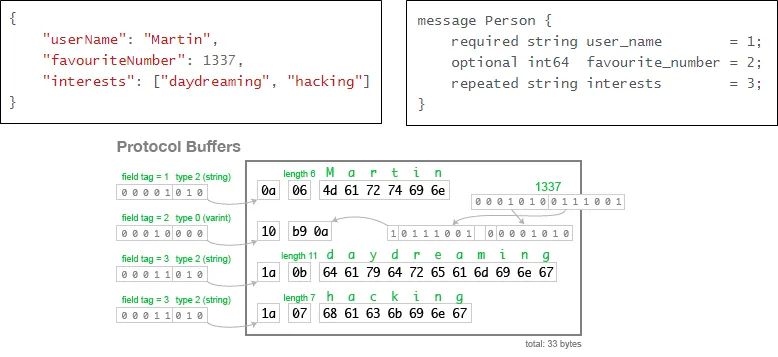 {
"userName": "Martin",
"favouriteNumber": 1337,
"interests": ["daydreaming", "hacking"]
}
message Person {
required string user_name = 1;
optional int64 favourite_number = 2;
repeated string interests = 3;
}
Protocol Buffers
field tag = 1 type 2 (string)
0 0 0 0 1 0 1 0
length 6 M a r t i n
0a 06 4d 61 72 74 69 6e
1337
0 0 0 1 0 1 0 0 1 1 1 0 0 1
field tag = 2 type 0 (varint)
0 0 0 1 0 0 0 0
10 b9 0a
1 0 1 1 1 0 0 1 0 0 0 0 1 0 1 0
field tag = 3 type 2 (string)
0 0 0 1 1 0 1 0
length 11 d a y d r e a m i n g
1a 0b 64 61 79 64 72 65 61 6d 69 6e 67
field tag = 3 type 2 (string)
0 0 0 1 1 0 1 0
length 7 h a c k i n g
1a 07 68 61 63 6b 69 6e 67
total: 33 bytes